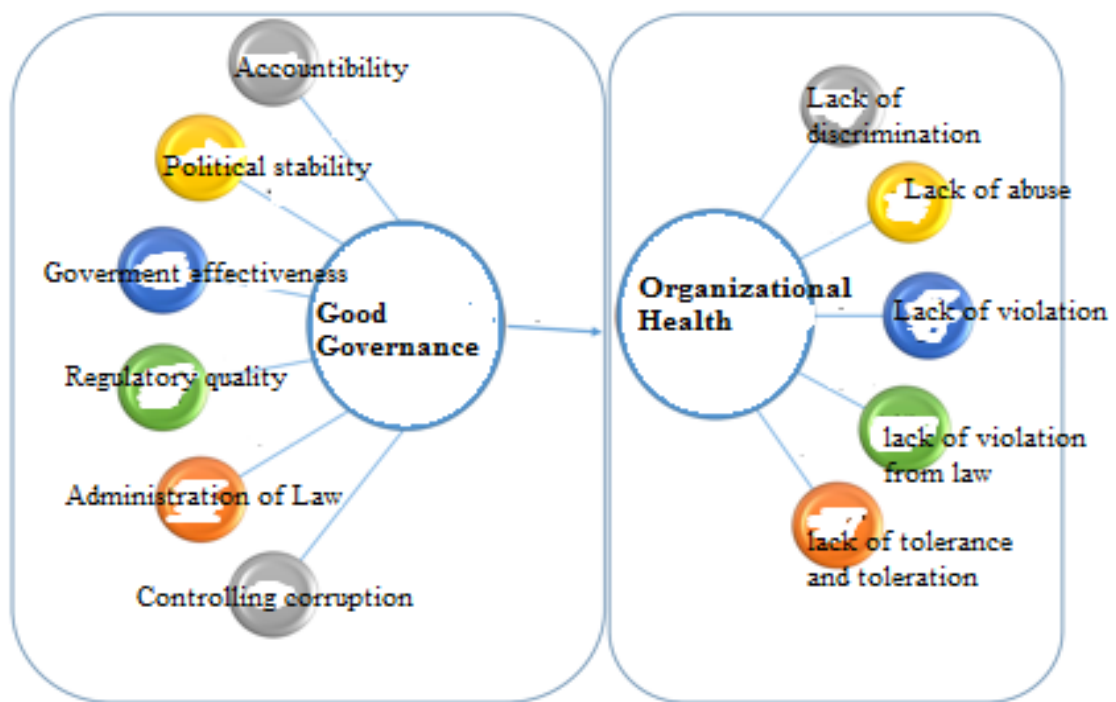 Accountibility
Political stability
Goverment effectiveness
Regulatory quality
Administration of Law
Controlling corruption
Good
Governance
Organizational
Health
Lack of
discrimination
Lack of abuse
Lack of violation
lack of violation
from law
lack of tolerance
and toleration